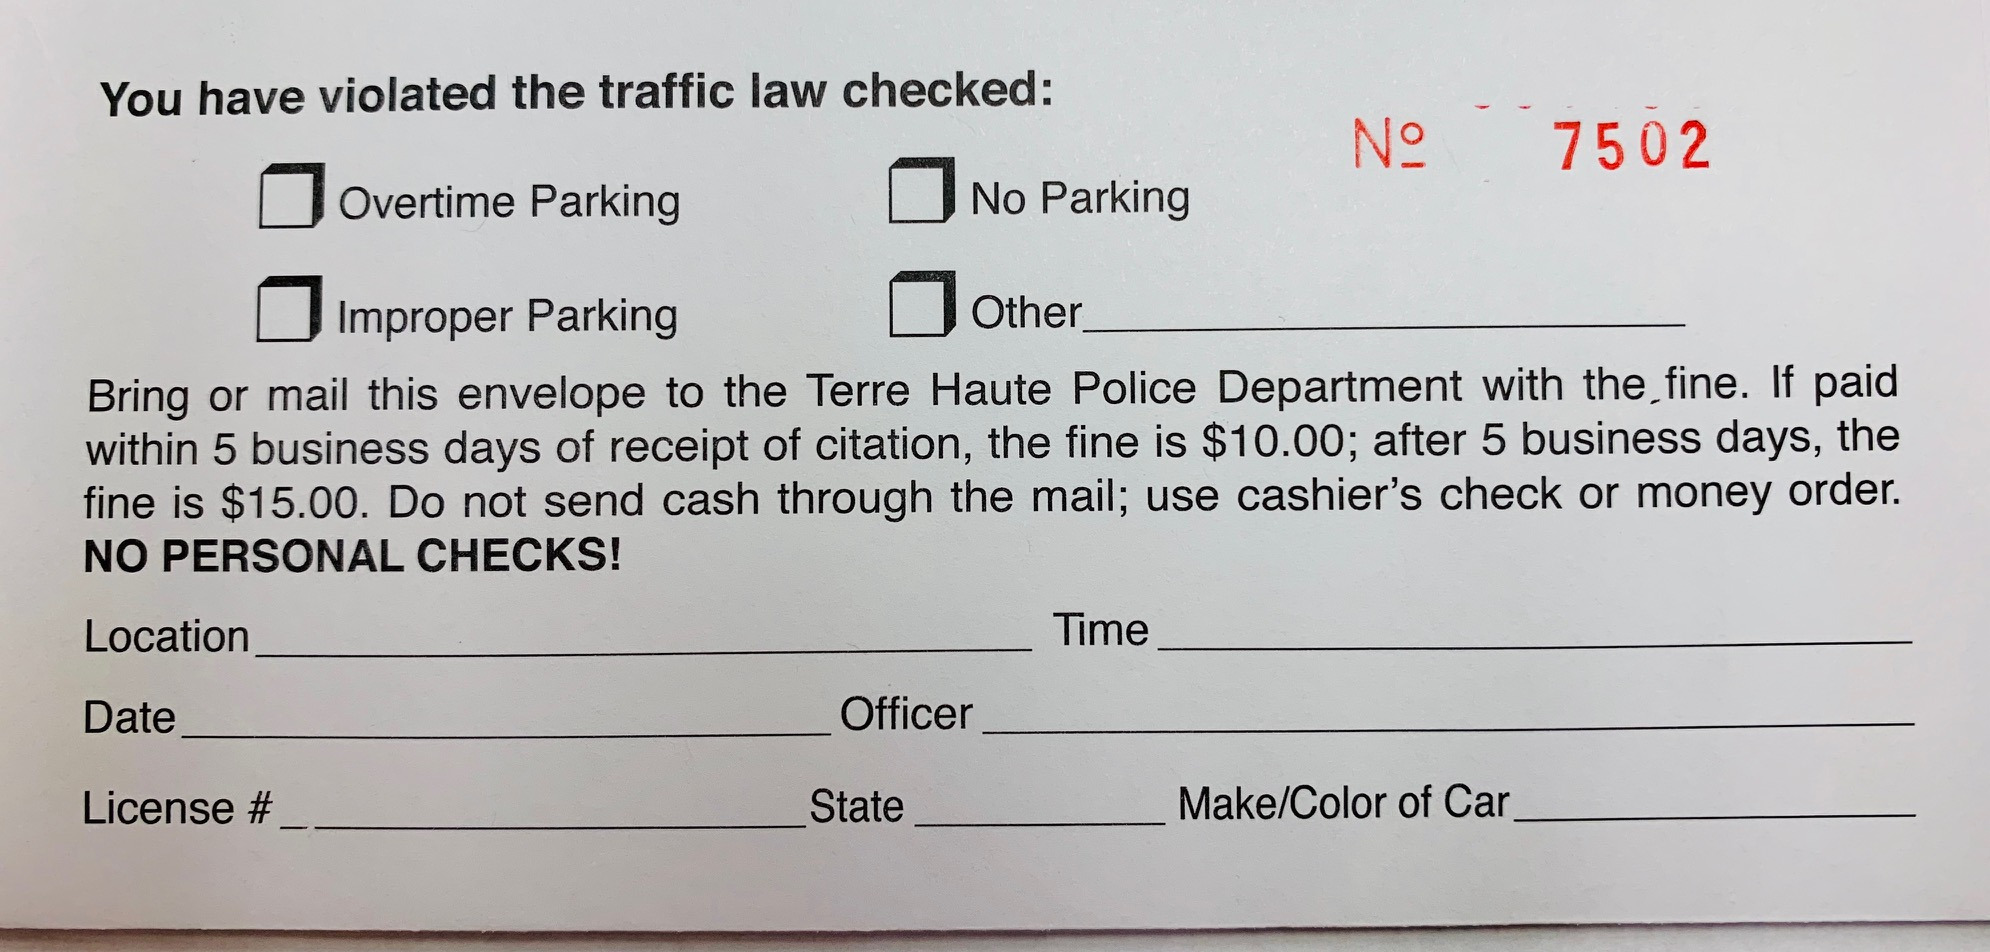 You have violated the traffic law checked:
Nº 7502
Overtime Parking No Parking
Improper Parking Other
Bring or mail this envelope to the Terre Haute Police Department with the fine. If paid
within 5 business days of receipt of citation, the fine is $10.00; after 5 business days, the
fine is $15.00. Do not send cash through the mail; use cashier’s check or money order.
NO PERSONAL CHECKS!
Location Time
Date Officer
License # State Make/Color of Car